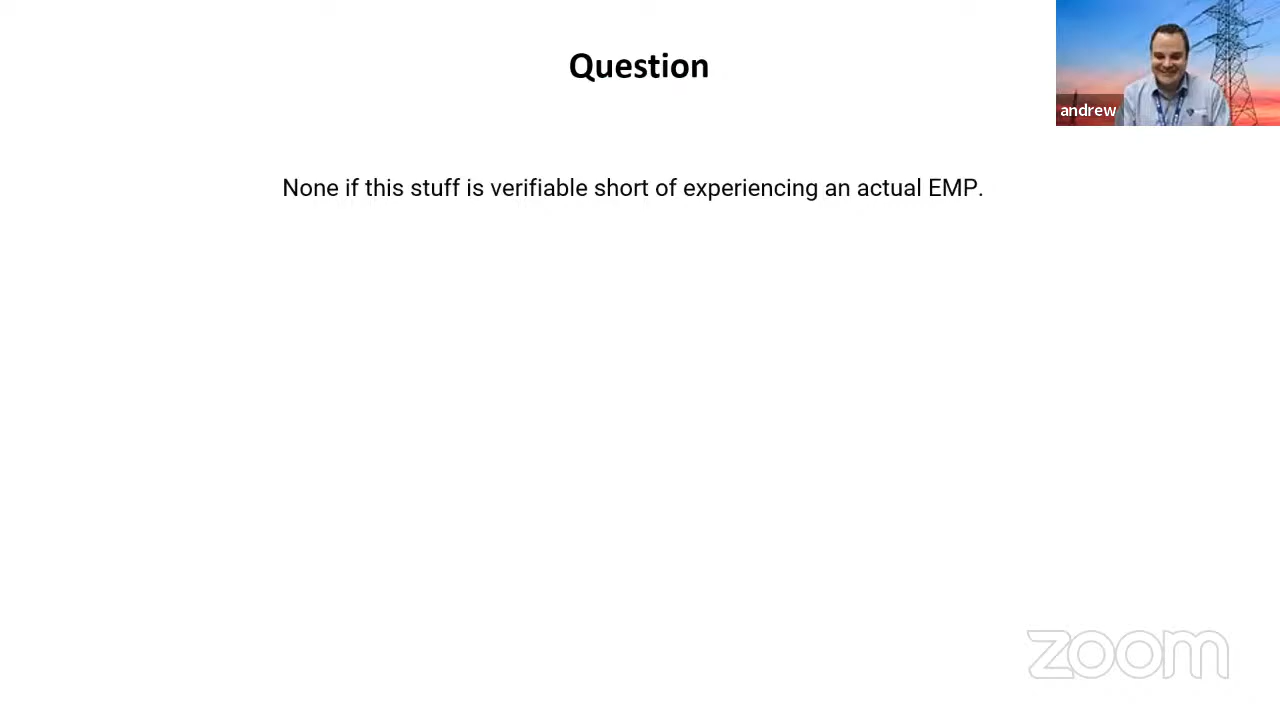 Question
andrew
None if this stuff is verifiable short of experiencing an actual EMP.
zoom